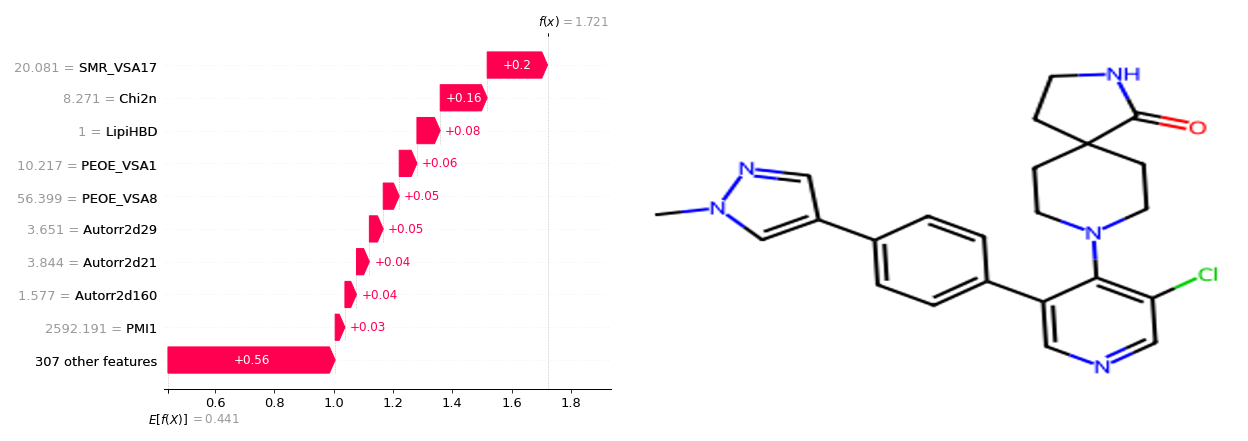 f(x) = 1.721
20.081 = SMR_VSA17
+0.2
8.271 = Chi2n
+0.16
1 = LipiHBD
+0.08
10.217 = PEOE_VSA1
+0.06
56.399 = PEOE_VSA8
+0.05
3.651 = Autorr2d29
+0.05
3.844 = Autorr2d21
+0.04
1.577 = Autorr2d160
+0.04
2592.191 = PMI1
+0.03
307 other features
+0.56
0.6 0.8 1.0 1.2 1.4 1.6 1.8
E[f(X)] = 0.441
NH
O
N
N
N
Cl
N